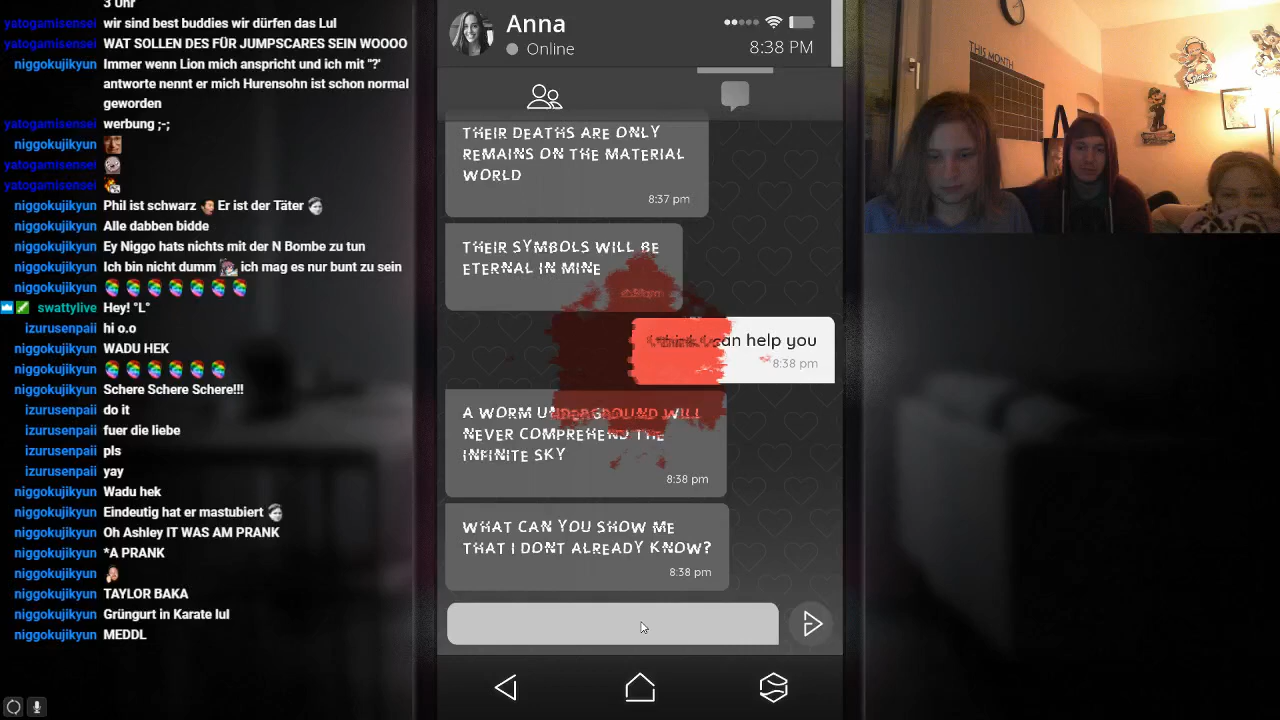 3 Uhr
yatogamisensei wir sind best buddies wir dürfen das Lul
yatogamisensei WAT SOLLEN DES FÜR JUMPSCARES SEIN WOOOO
niggokujikyun Immer wenn Lion mich anspricht und ich mit "?"
antworte nennt er mich Hurensohn ist schon normal
geworden
yatogamisensei werbung ;-;
niggokujikyun
yatogamisensei
yatogamisensei
niggokujikyun Phil ist schwarz Er ist der Täter
niggokujikyun Alle dabben bidde
niggokujikyun Ey Niggo hats nichts mit der N Bombe zu tun
niggokujikyun Ich bin nicht dumm ich mag es nur bunt zu sein
niggokujikyun
swattylive Hey! °L°
izurusenpaii hi o.o
niggokujikyun WADU HEK
niggokujikyun
niggokujikyun Schere Schere Schere!!!
izurusenpaii do it
izurusenpaii fuer die liebe
izurusenpaii pls
izurusenpaii yay
niggokujikyun Wadu hek
niggokujikyun Eindeutig hat er mastubiert
niggokujikyun Oh Ashley IT WAS AM PRANK
niggokujikyun *A PRANK
niggokujikyun
niggokujikyun TAYLOR BAKA
niggokujikyun Grüngurt in Karate lul
niggokujikyun MEDDL
Anna
Online
8:38 PM
THEIR DEATHS ARE ONLY
REMAINS ON THE MATERIAL
WORLD
8:37 pm
THEIR SYMBOLS WILL BE
ETERNAL IN MINE
8:38 pm
I think I can help you
8:38 pm
A WORM UNDERGROUND WILL
NEVER COMPREHEND THE
INFINITE SKY
8:38 pm
WHAT CAN YOU SHOW ME
THAT I DONT ALREADY KNOW?
8:38 pm
THIS MONTH